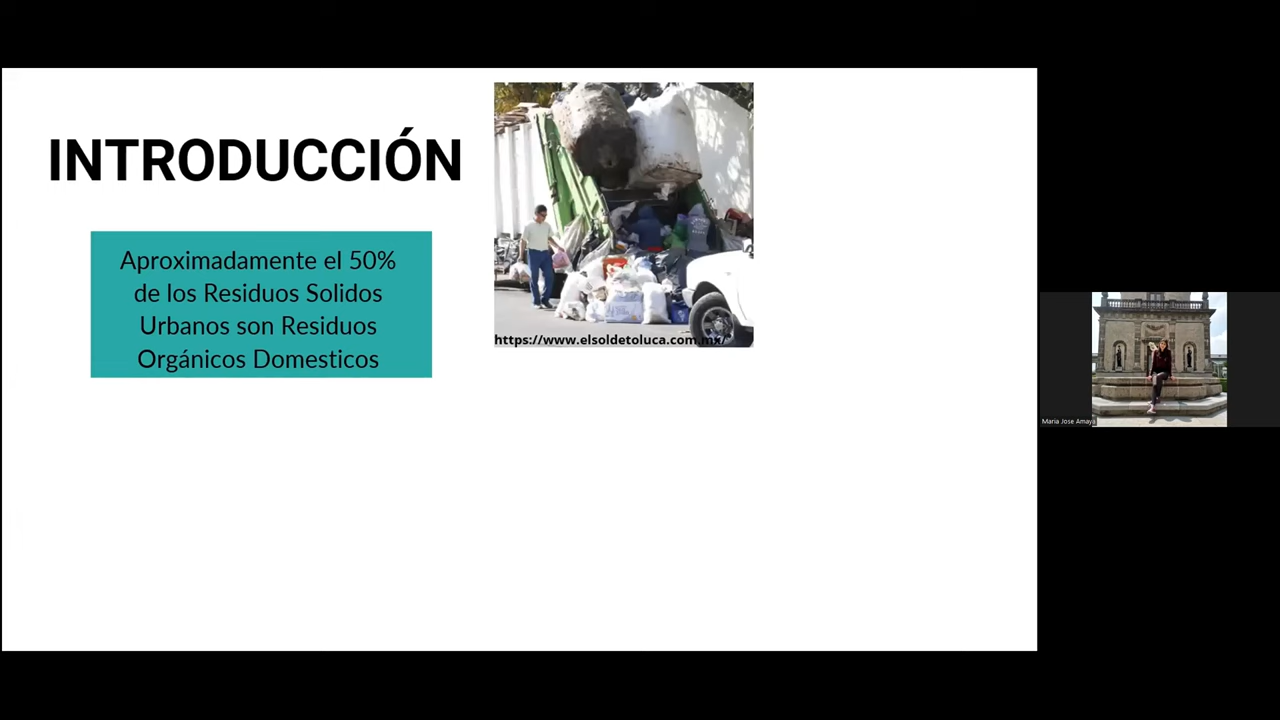 INTRODUCCIÓN
Aproximadamente el 50%
de los Residuos Solidos
Urbanos son Residuos
Orgánicos Domesticos
https://www.elsoldetoluca.com.mx/
Maria Jose Amaya